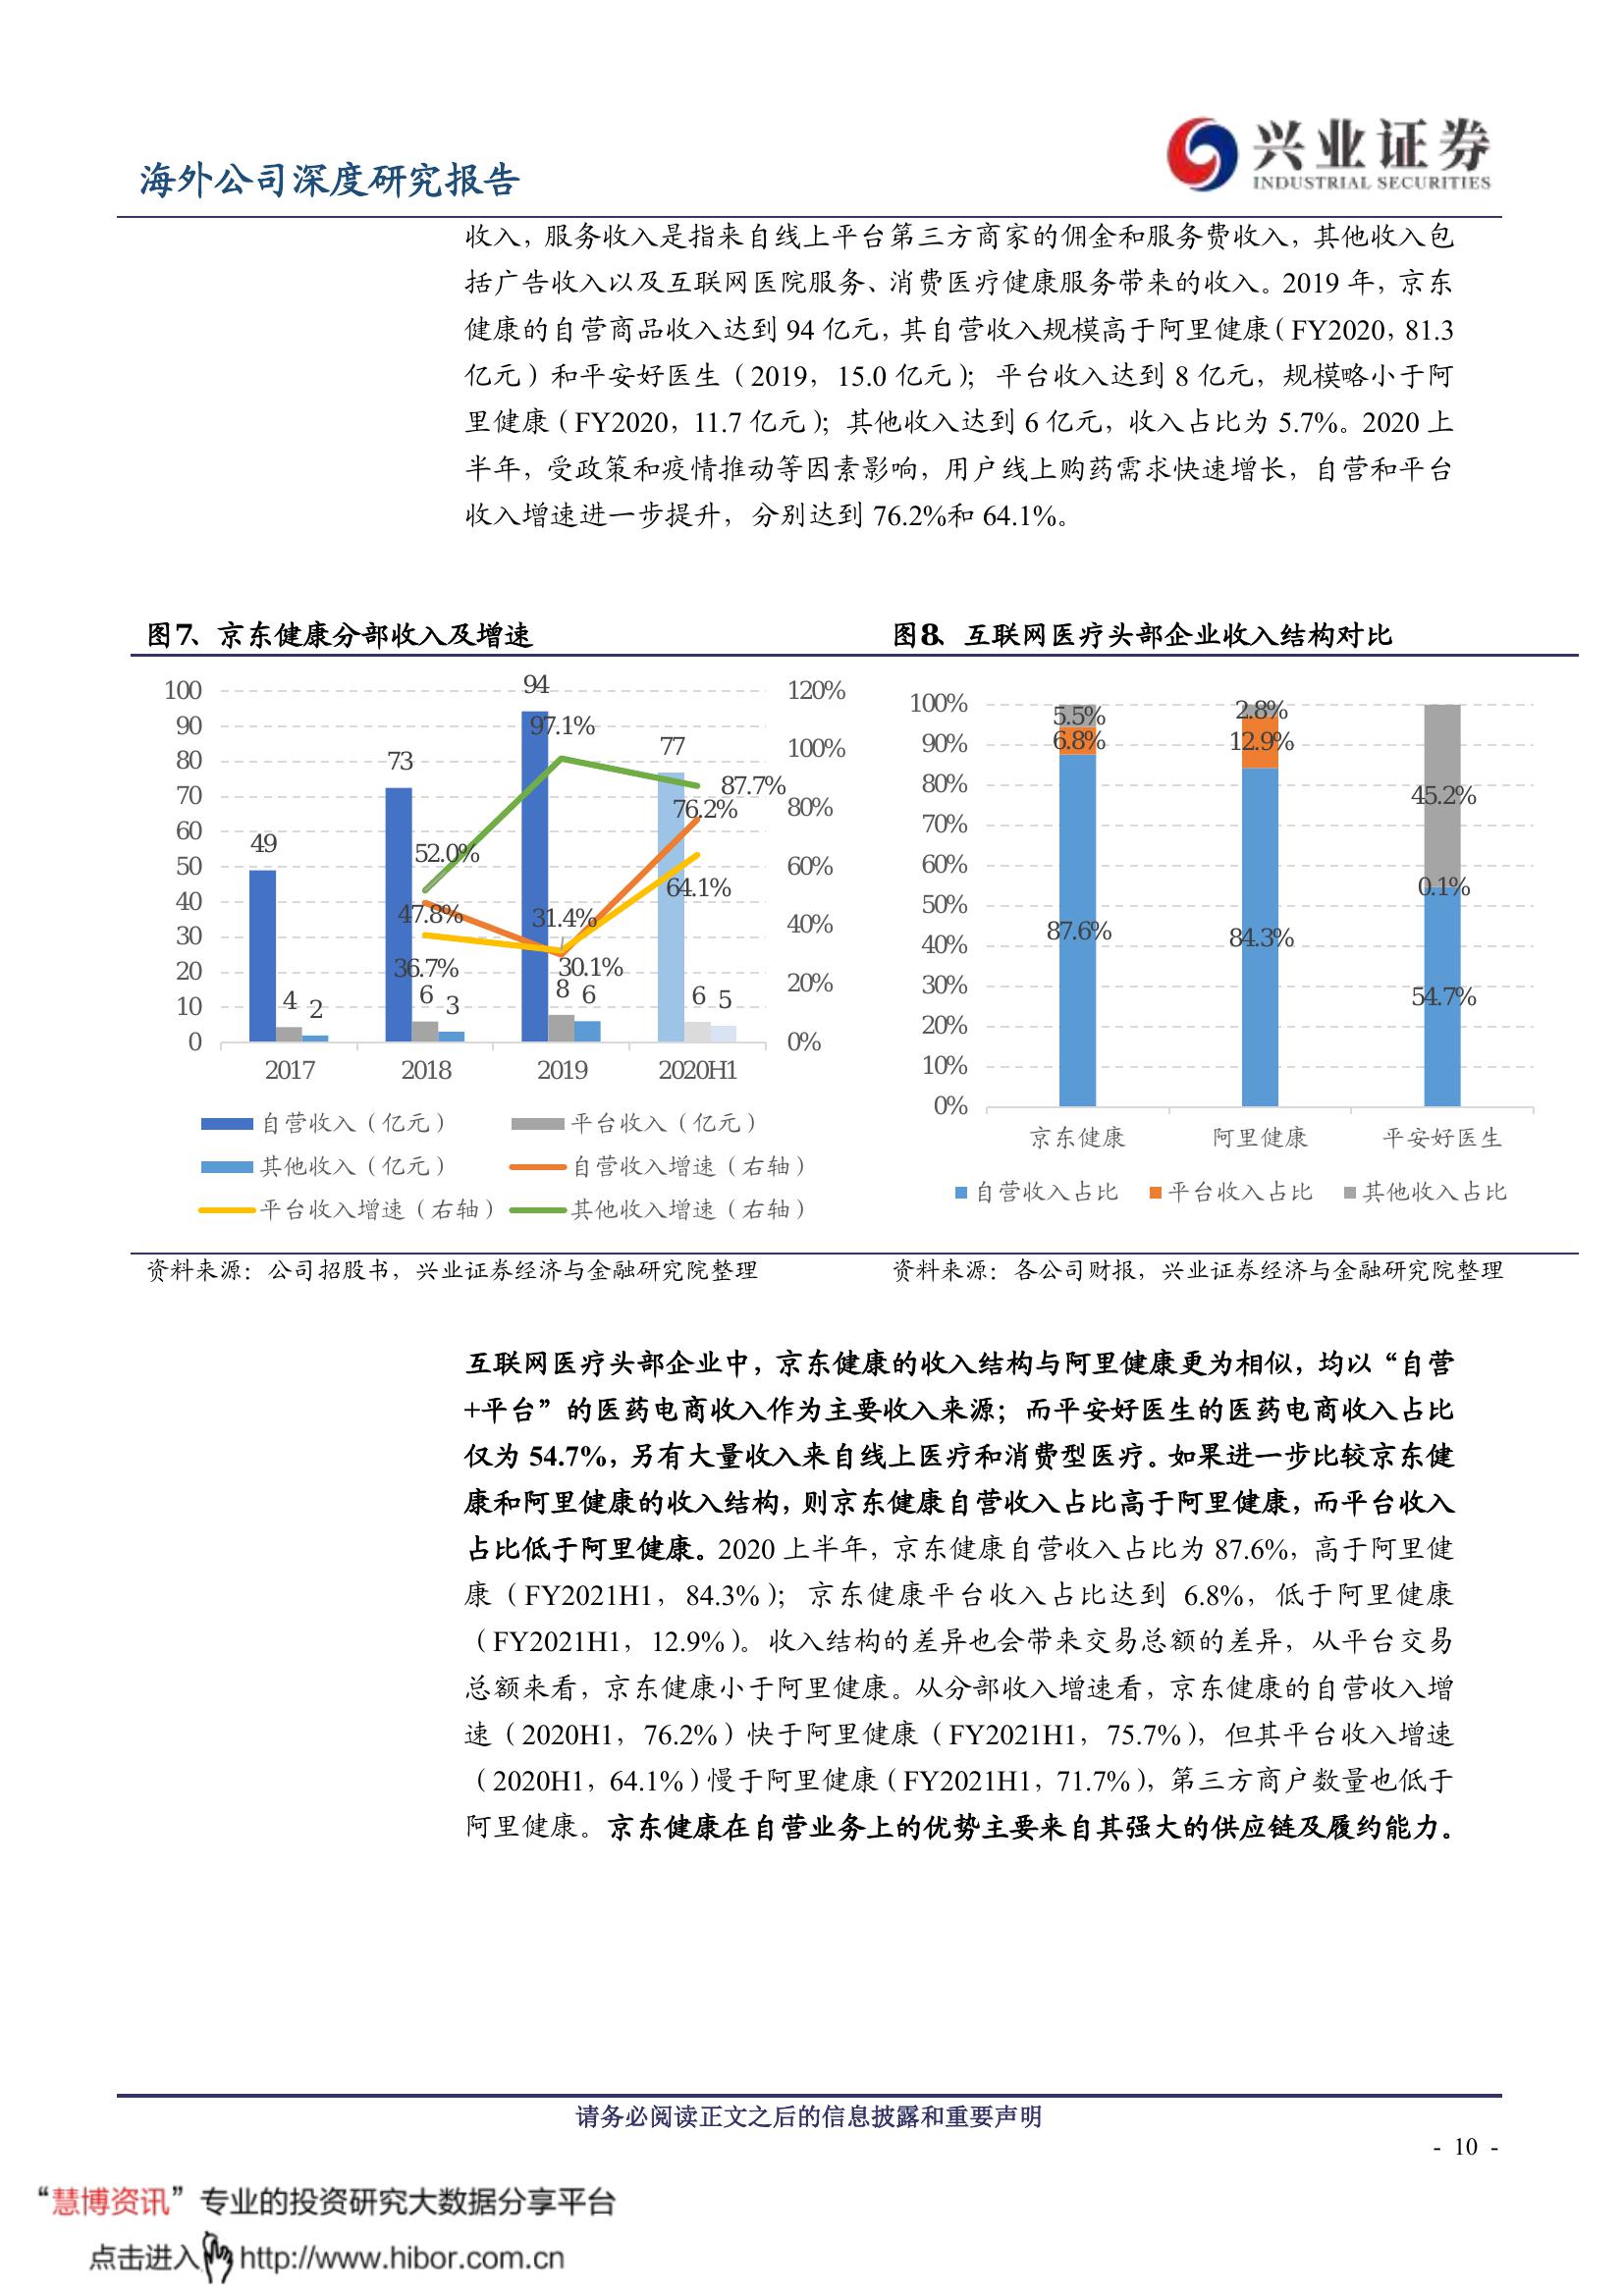 海外公司深度研究报告
兴业证券
INDUSTRIAL SECURITIES
收入，服务收入是指来自线上平台第三方商家的佣金和服务费收入，其他收入包
括广告收入以及互联网医院服务、消费医疗健康服务带来的收入。2019 年，京东
健康的自营商品收入达到 94 亿元，其自营收入规模高于阿里健康（FY2020，81.3
亿元）和平安好医生（2019，15.0 亿元）；平台收入达到 8 亿元，规模略小于阿
里健康（FY2020，11.7 亿元）；其他收入达到 6 亿元，收入占比为 5.7%。2020 上
半年，受政策和疫情推动等因素影响，用户线上购药需求快速增长，自营和平台
收入增速进一步提升，分别达到 76.2%和 64.1%。
图7、京东健康分部收入及增速
100
90
80
70
60
50
40
30
20
10
0
120%
100%
80%
60%
40%
20%
0%
49
4
2
73
52.0%
47.8%
36.7%
6
3
94
97.1%
31.4%
30.1%
8
6
77
87.7%
76.2%
64.1%
6
5
2017
2018
2019
2020H1
自营收入（亿元）
平台收入（亿元）
其他收入（亿元）
自营收入增速（右轴）
平台收入增速（右轴）
其他收入增速（右轴）
资料来源：公司招股书，兴业证券经济与金融研究院整理
图8、互联网医疗头部企业收入结构对比
100%
90%
80%
70%
60%
50%
40%
30%
20%
10%
0%
5.5%
6.8%
87.6%
2.8%
12.9%
84.3%
45.2%
0.1%
54.7%
京东健康
阿里健康
平安好医生
自营收入占比
平台收入占比
其他收入占比
资料来源：各公司财报，兴业证券经济与金融研究院整理
互联网医疗头部企业中，京东健康的收入结构与阿里健康更为相似，均以“自营
+平台”的医药电商收入作为主要收入来源；而平安好医生的医药电商收入占比
仅为 54.7%，另有大量收入来自线上医疗和消费型医疗。如果进一步比较京东健
康和阿里健康的收入结构，则京东健康自营收入占比高于阿里健康，而平台收入
占比低于阿里健康。2020 上半年，京东健康自营收入占比为 87.6%，高于阿里健
康（FY2021H1，84.3%）；京东健康平台收入占比达到 6.8%，低于阿里健康
（FY2021H1，12.9%）。收入结构的差异也会带来交易总额的差异，从平台交易
总额来看，京东健康小于阿里健康。从分部收入增速看，京东健康的自营收入增
速（2020H1，76.2%）快于阿里健康（FY2021H1，75.7%），但其平台收入增速
（2020H1，64.1%）慢于阿里健康（FY2021H1，71.7%），第三方商户数量也低于
阿里健康。京东健康在自营业务上的优势主要来自其强大的供应链及履约能力。
请务必阅读正文之后的信息披露和重要声明
- 10 -
“慧博资讯”专业的投资研究大数据分享平台
点击进入http://www.hibor.com.cn